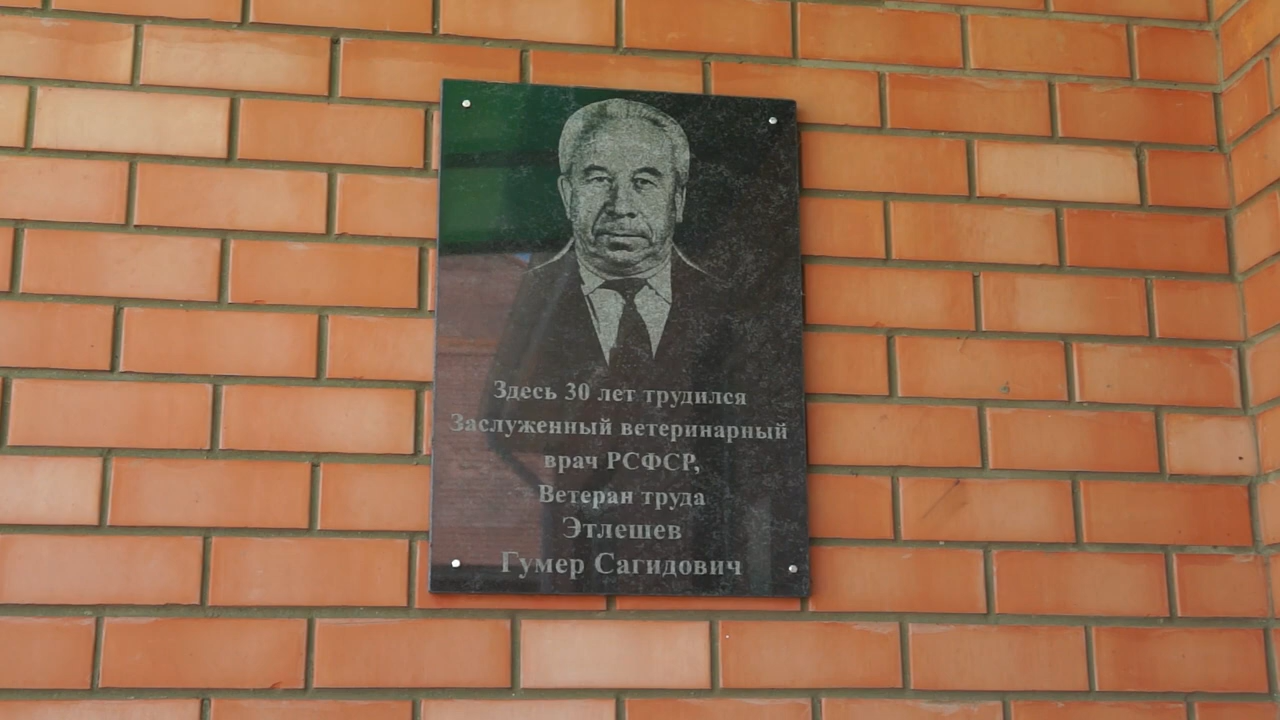 Здесь 30 лет трудился
Заслуженный ветеринарный
врач РСФСР,
Ветеран труда
Этлешев
Гумер Сагидович